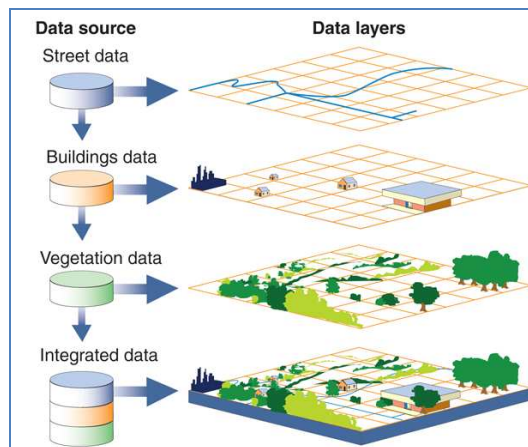 Data source
Data layers
Street data
Buildings data
Vegetation data
Integrated data